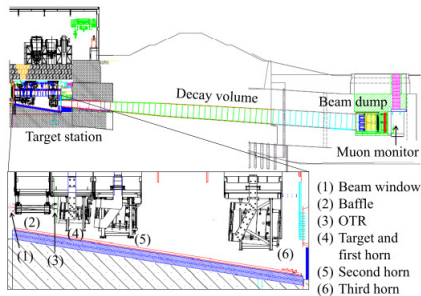 Decay volume
Beam dump
Target station
Muon monitor
(1) Beam window
(2) Baffle
(3) OTR
(4) Target and
first horn
(5) Second horn
(6) Third horn
(2)
(4)
(5)
(6)
(1)
(3)